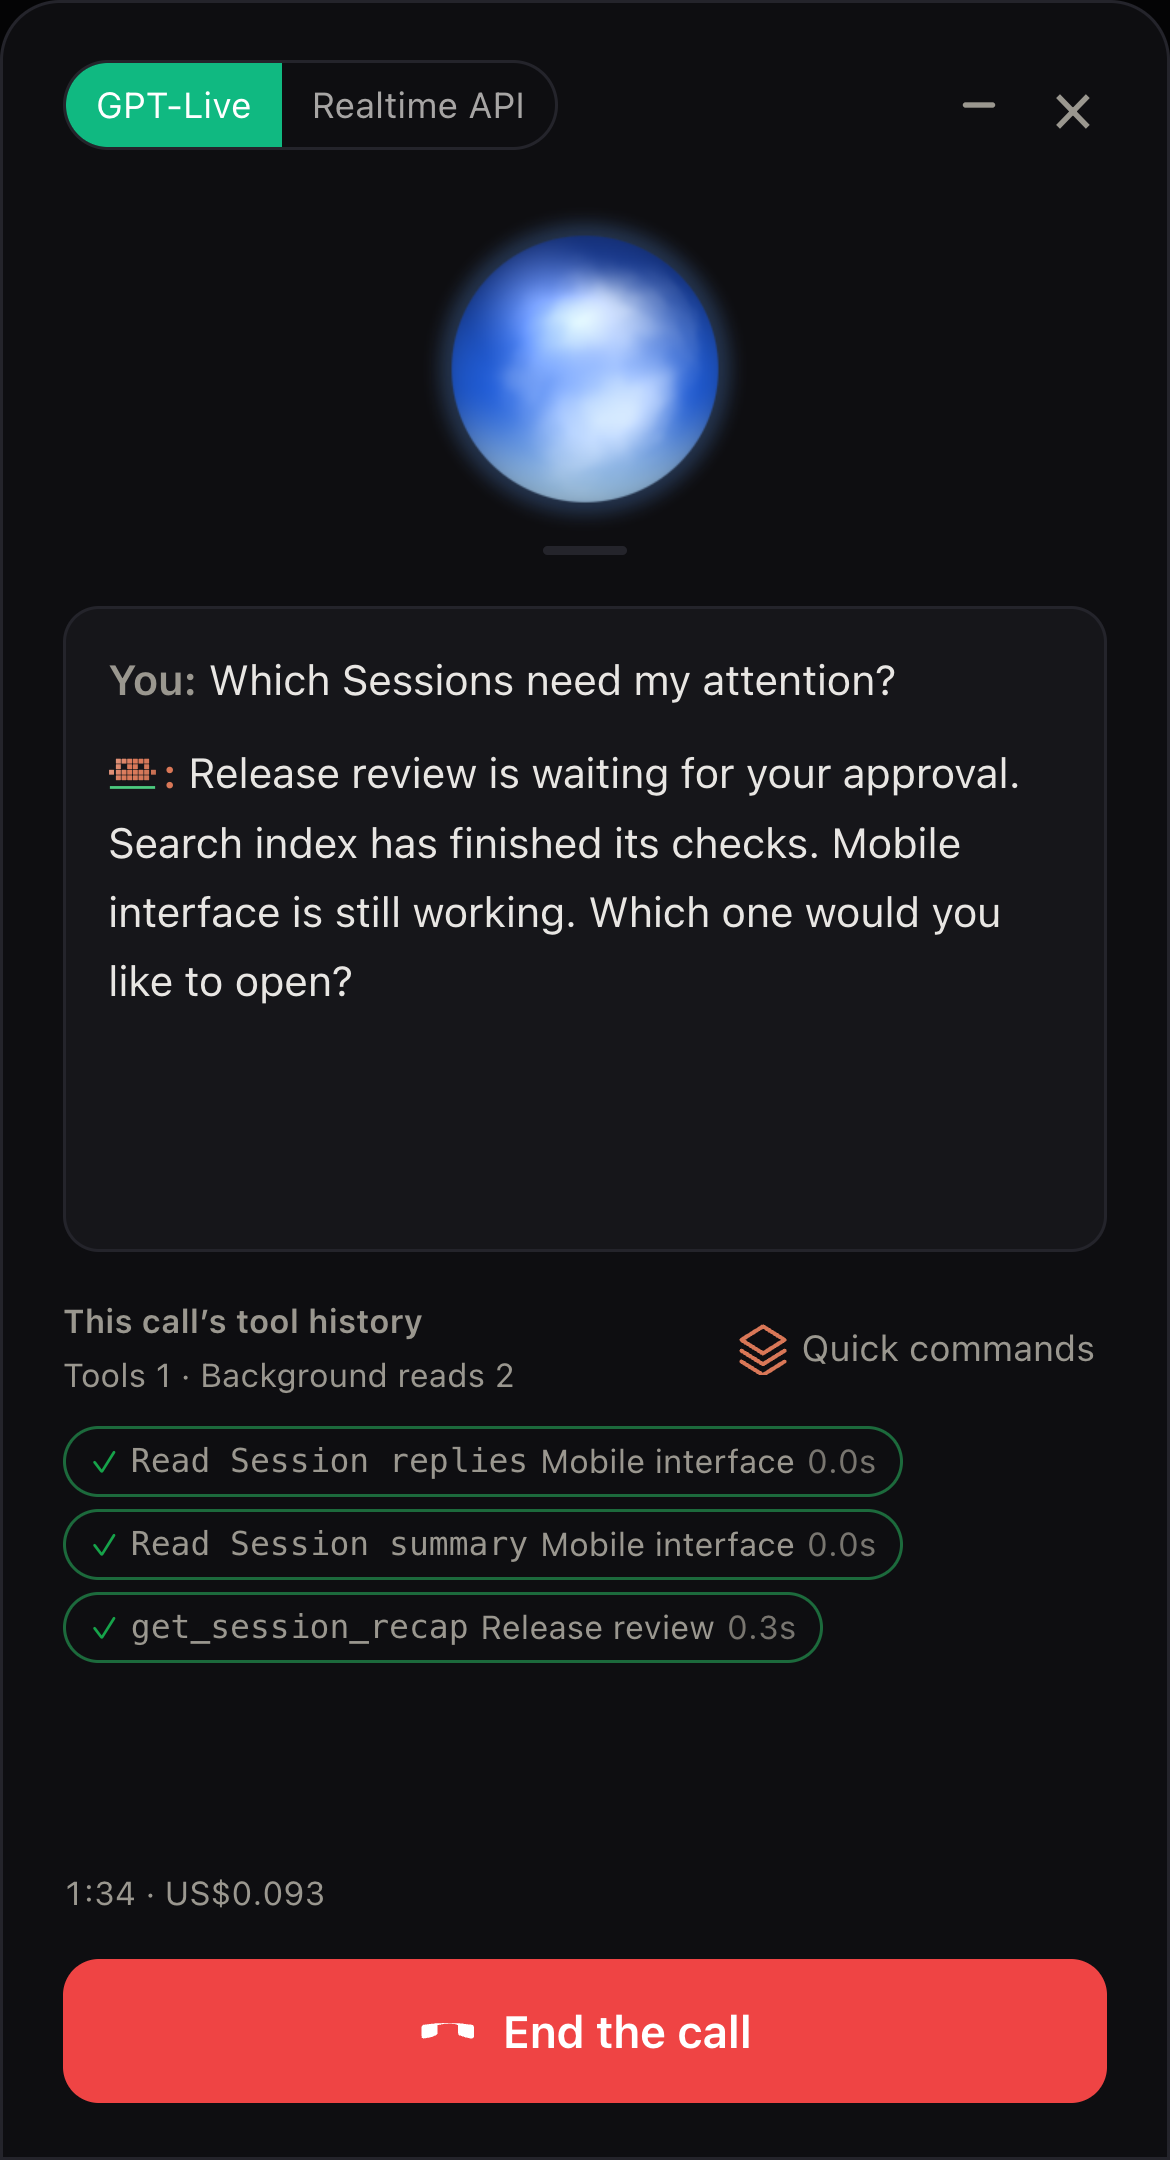 GPT-Live
Realtime API
You: Which Sessions need my attention?
: Release review is waiting for your approval.
Search index has finished its checks. Mobile
interface is still working. Which one would you
like to open?
This call’s tool history
Tools 1 · Background reads 2
Quick commands
✓ Read Session replies Mobile interface 0.0s
✓ Read Session summary Mobile interface 0.0s
✓ get_session_recap Release review 0.3s
1:34 · US$0.093
End the call